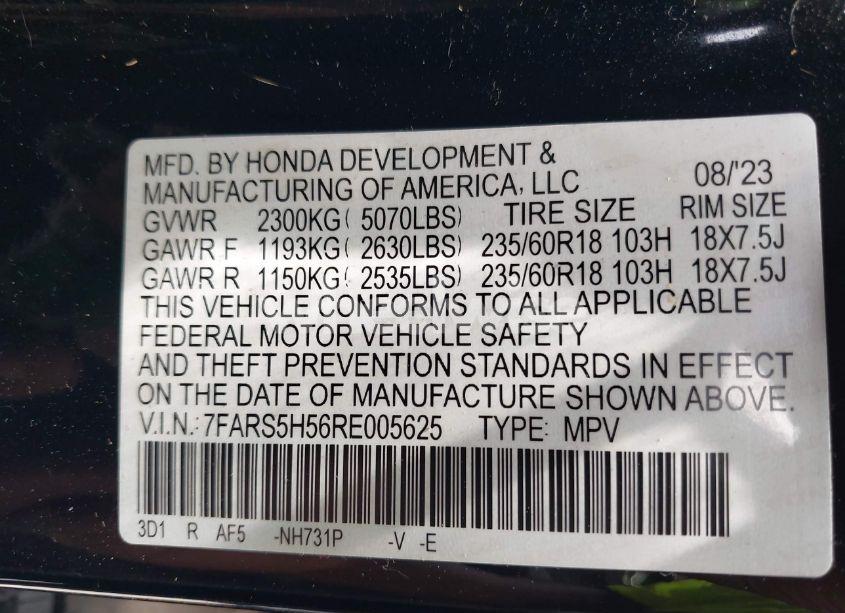 MFD. BY HONDA DEVELOPMENT &
MANUFACTURING OF AMERICA, LLC 08/'23
GVWR 2300KG( 5070LBS) TIRE SIZE RIM SIZE
GAWR F 1193KG( 2630LBS) 235/60R18 103H 18X7.5J
GAWR R 1150KG( 2535LBS) 235/60R18 103H 18X7.5J
THIS VEHICLE CONFORMS TO ALL APPLICABLE
FEDERAL MOTOR VEHICLE SAFETY
AND THEFT PREVENTION STANDARDS IN EFFECT
ON THE DATE OF MANUFACTURE SHOWN ABOVE.
V.I.N.: 7FARS5H56RE005625 TYPE: MPV
3D1 R AF5 -NH731P -V -E